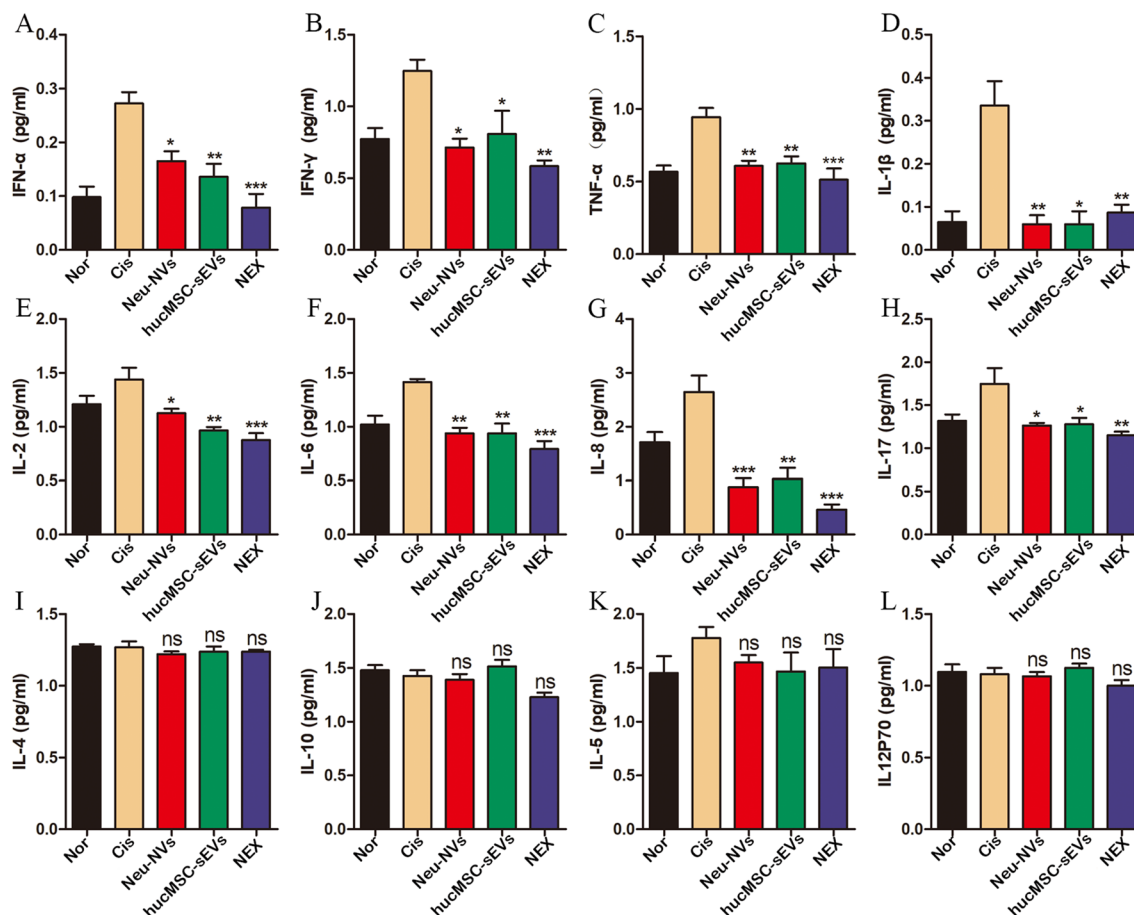 A
IFN-α (pg/ml)
0.4
0.3
0.2
0.1
0.0
*
**
***
Nor
Cis
Neu-NVs
hucMSC-sEVs
NEX
B
IFN-γ (pg/ml)
1.5
1.0
0.5
0.0
*
*
**
Nor
Cis
Neu-NVs
hucMSC-sEVs
NEX
C
TNF-α（pg/ml）
1.5
1.0
0.5
0.0
**
**
***
Nor
Cis
Neu-NVs
hucMSC-sEVs
NEX
D
IL-1β (pg/ml)
0.5
0.4
0.3
0.2
0.1
0.0
**
*
**
Nor
Cis
Neu-NVs
hucMSC-sEVs
NEX
E
IL-2 (pg/ml)
2.0
1.5
1.0
0.5
0.0
*
**
***
Nor
Cis
Neu-NVs
hucMSC-sEVs
NEX
F
IL-6 (pg/ml)
2.0
1.5
1.0
0.5
0.0
**
**
***
Nor
Cis
Neu-NVs
hucMSC-sEVs
NEX
G
IL-8 (pg/ml)
4
3
2
1
0
***
**
***
Nor
Cis
Neu-NVs
hucMSC-sEVs
NEX
H
IL-17 (pg/ml)
2.5
2.0
1.5
1.0
0.5
0.0
*
*
**
Nor
Cis
Neu-NVs
hucMSC-sEVs
NEX
I
IL-4 (pg/ml)
1.5
1.0
0.5
0.0
ns
ns
ns
Nor
Cis
Neu-NVs
hucMSC-sEVs
NEX
J
IL-10 (pg/ml)
2.0
1.5
1.0
0.5
0.0
ns
ns
ns
Nor
Cis
Neu-NVs
hucMSC-sEVs
NEX
K
IL-5 (pg/ml)
2.0
1.5
1.0
0.5
0.0
ns
ns
ns
Nor
Cis
Neu-NVs
hucMSC-sEVs
NEX
L
IL12P70 (pg/ml)
1.5
1.0
0.5
0.0
ns
ns
ns
Nor
Cis
Neu-NVs
hucMSC-sEVs
NEX